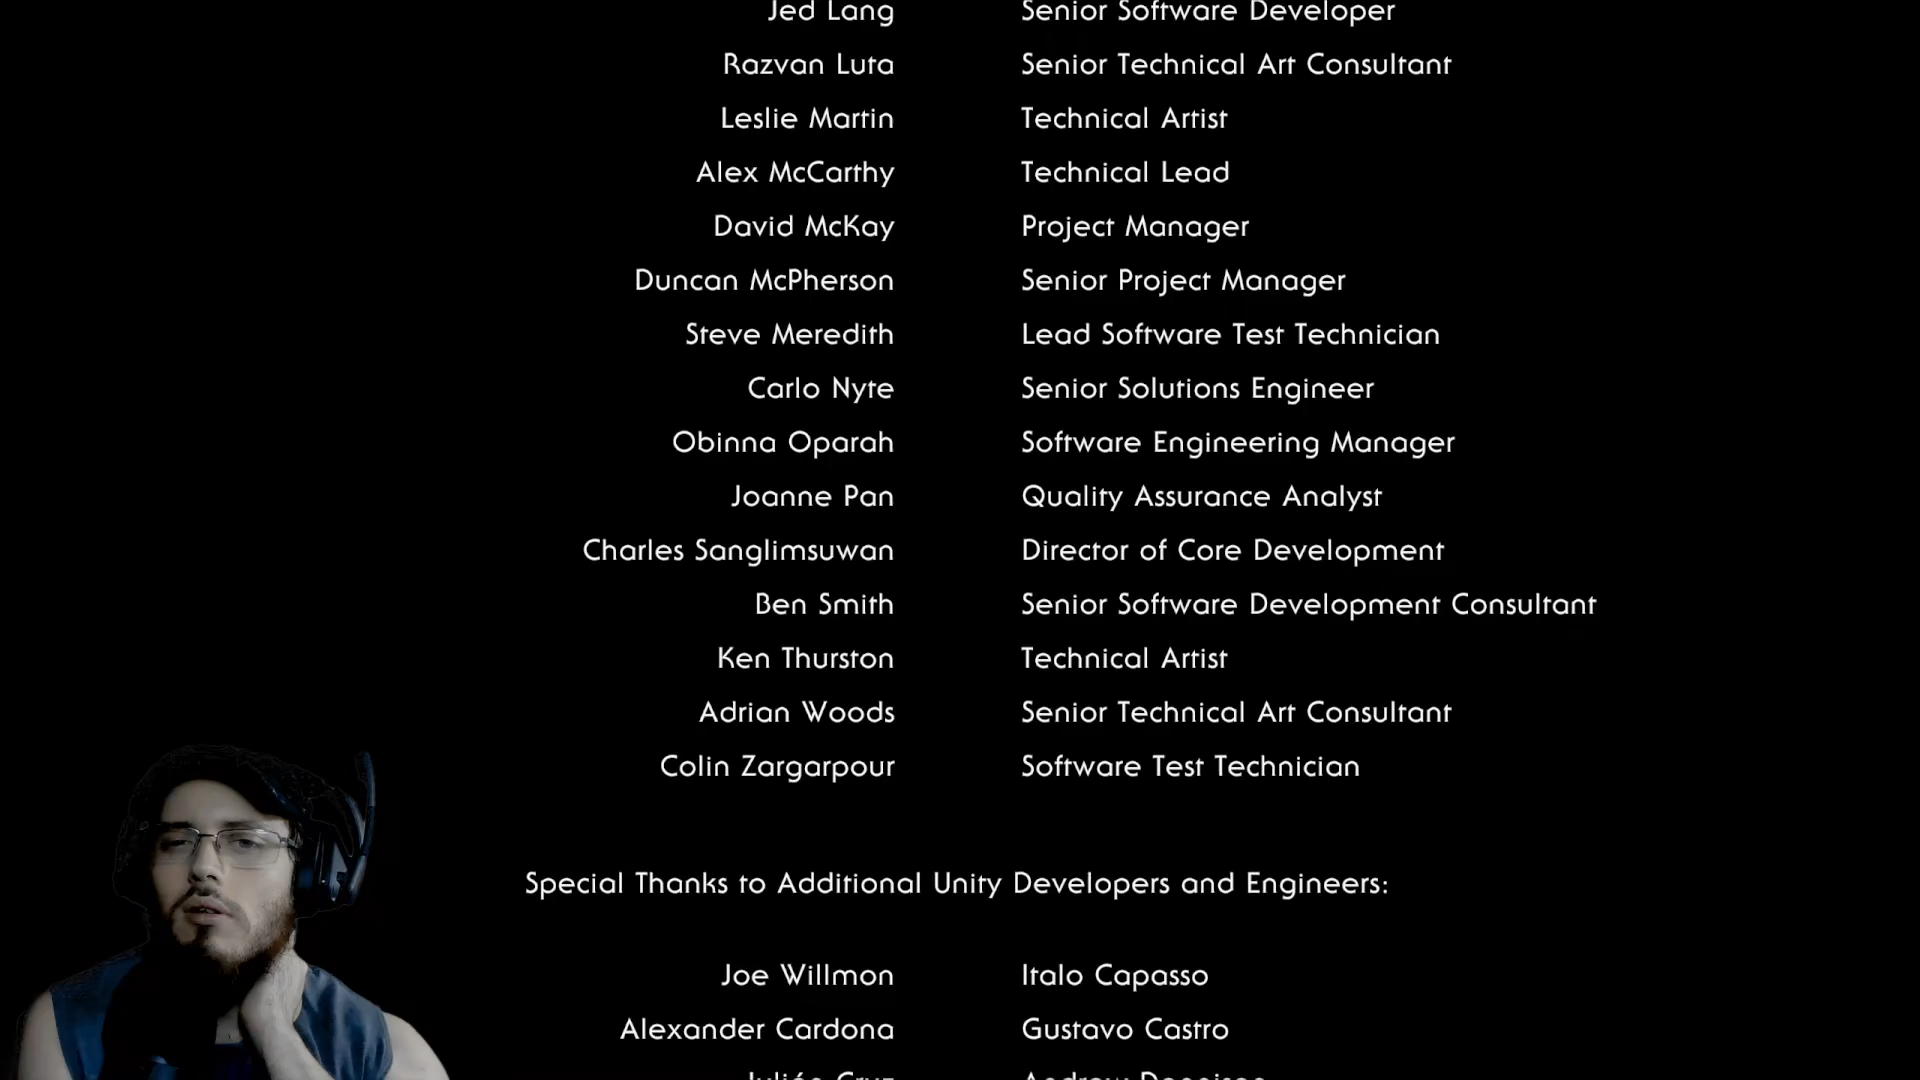 Jed Lang Senior Software Developer
Razvan Luta Senior Technical Art Consultant
Leslie Martin Technical Artist
Alex McCarthy Technical Lead
David McKay Project Manager
Duncan McPherson Senior Project Manager
Steve Meredith Lead Software Test Technician
Carlo Nyte Senior Solutions Engineer
Obinna Oparah Software Engineering Manager
Joanne Pan Quality Assurance Analyst
Charles Sanglimsuwan Director of Core Development
Ben Smith Senior Software Development Consultant
Ken Thurston Technical Artist
Adrian Woods Senior Technical Art Consultant
Colin Zargarpour Software Test Technician
Special Thanks to Additional Unity Developers and Engineers:
Joe Willmon Italo Capasso
Alexander Cardona Gustavo Castro
Julián Cruz Andrew